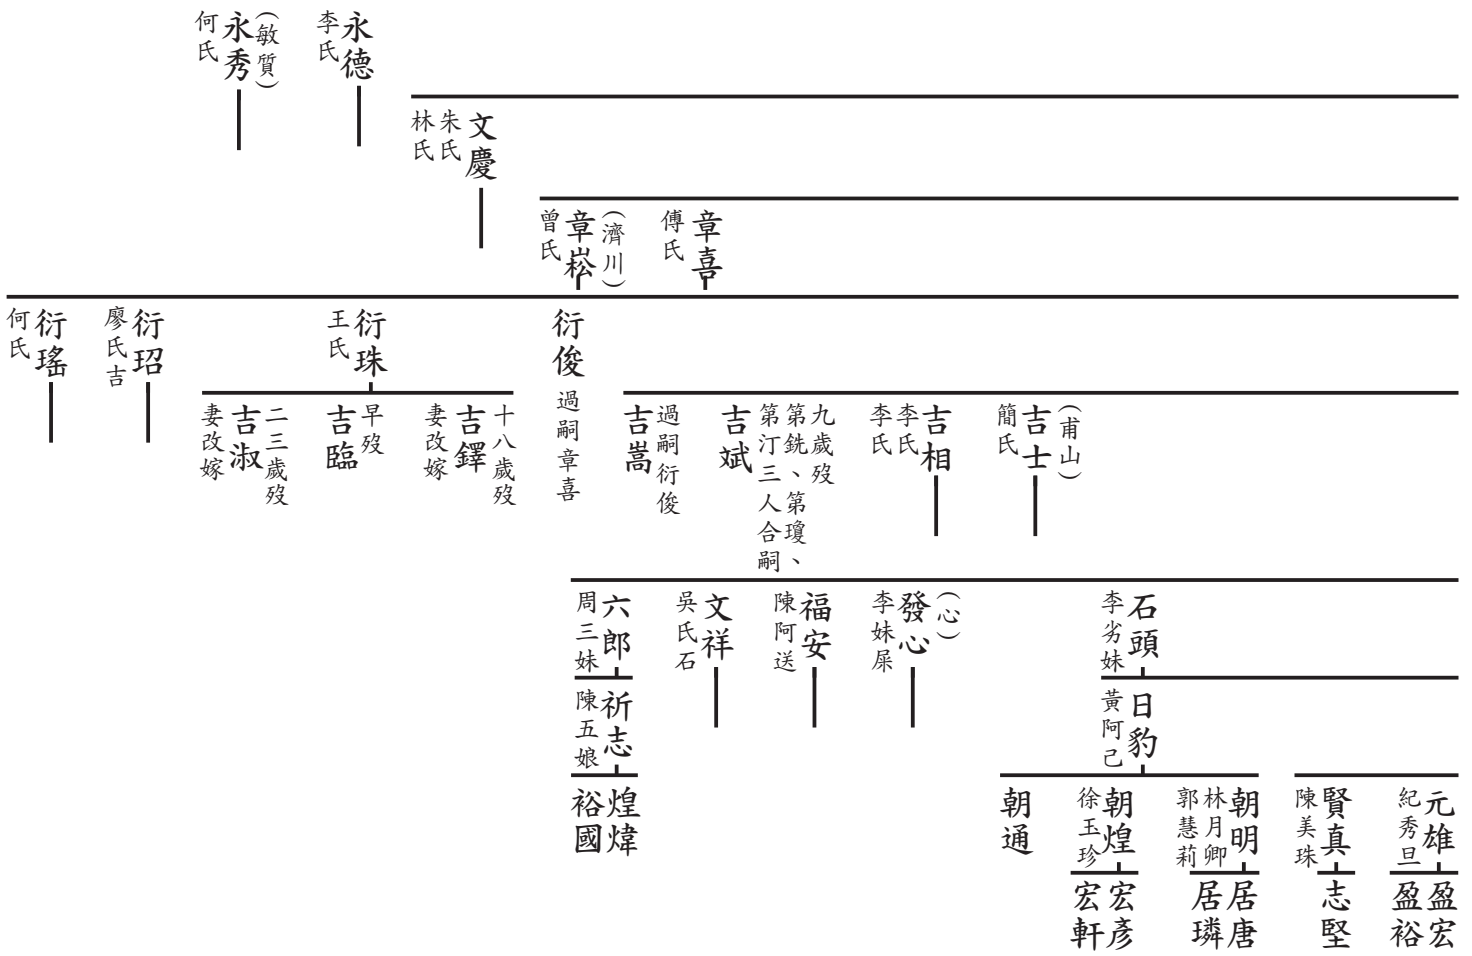 永德
李氏
(敏質)
永秀
何氏
文慶
朱氏
林氏
章喜
傅氏
(濟川)
章崧
曾氏
衍俊
過嗣章喜
衍珠
王氏
衍玿
廖氏吉
衍瑤
何氏
(甫山)
吉士
簡氏
吉相
李氏
李氏
九歲歿
第銑、第瓊、
第汀三人合嗣
吉斌
過嗣衍俊
吉嵩
十八歲歿
吉鐸
妻改嫁
早歿
吉臨
二三歲歿
吉淑
妻改嫁
石頭
李劣妹
(心)
發心
李妹屎
福安
陳阿送
文祥
吳氏石
六郎
周三妹
日豹
黃阿己
祈志
陳五娘
元雄
紀秀旦
賢真
陳美珠
朝明
林月卿
郭慧莉
朝煌
徐玉珍
朝通
煌煒
裕國
盈宏
盈裕
志堅
居唐
居璘
宏彥
宏軒